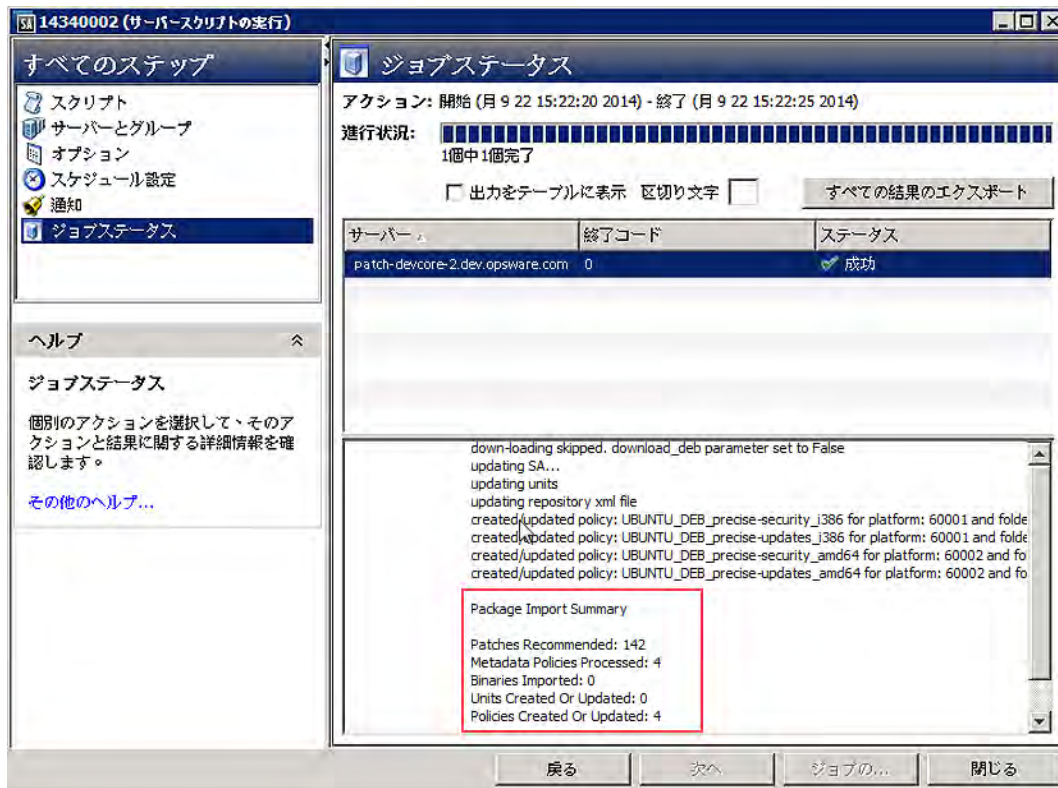 SA 14340002 (サーバースクリプトの実行)
すべてのステップ
スクリプト
サーバーとグループ
オプション
スケジュール設定
通知
ジョブステータス
ヘルプ
ジョブステータス
個別のアクションを選択して、そのア
クションと結果に関する詳細情報を確
認します。
その他のヘルプ...
ジョブステータス
アクション: 開始 (月 9 22 15:22:20 2014) - 終了 (月 9 22 15:22:25 2014)
進行状況:
1個中 1個完了
出力をテーブルに表示 区切り文字 すべての結果のエクスポート
サーバー 終了コード ステータス
patch-devcore-2.dev.opsware.com 0 成功
down-loading skipped. download_deb parameter set to False
updating SA...
updating units
updating repository xml file
created/updated policy: UBUNTU_DEB_precise-security_i386 for platform: 60001 and folde
created/updated policy: UBUNTU_DEB_precise-updates_i386 for platform: 60001 and folde
created/updated policy: UBUNTU_DEB_precise-security_amd64 for platform: 60002 and fo
created/updated policy: UBUNTU_DEB_precise-updates_amd64 for platform: 60002 and fo
Package Import Summary
Patches Recommended: 142
Metadata Policies Processed: 4
Binaries Imported: 0
Units Created Or Updated: 0
Policies Created Or Updated: 4
戻る 次へ ジョブの... 閉じる